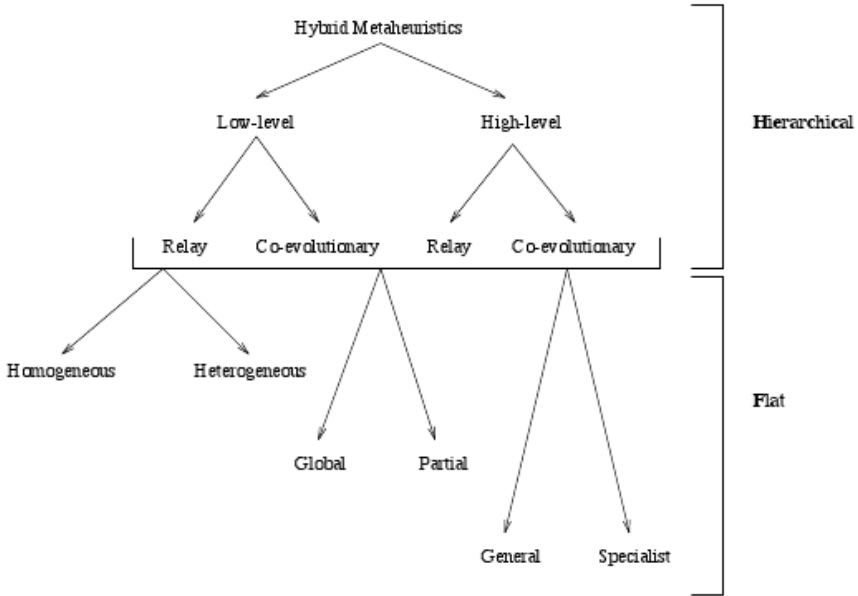 Hybrid Metaheuristics
Low-level High-level
Hierarchical
Relay Co-evolutionary Relay Co-evolutionary
Homogeneous Heterogeneous
Flat
Global Partial
General Specialist